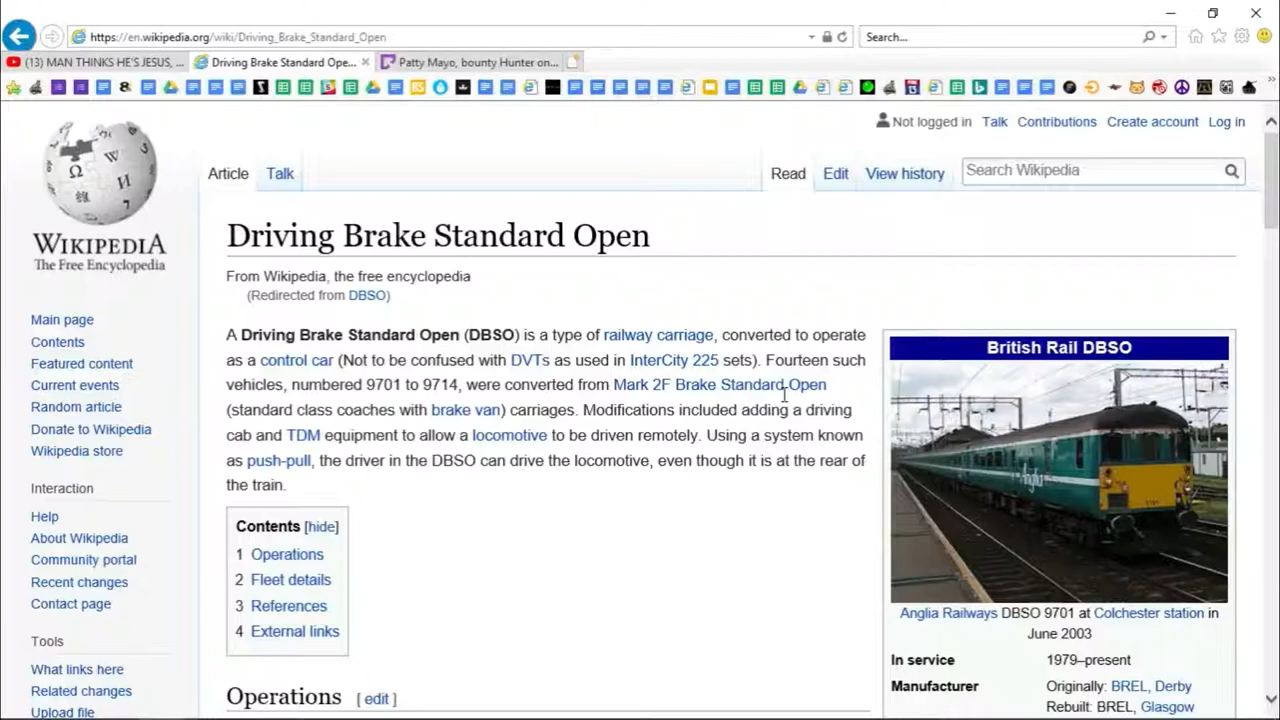 https://en.wikipedia.org/wiki/Driving_Brake_Standard_Open
Search...
(13) MAN THINKS HE'S JESUS, ...
Driving Brake Standard Ope...
Patty Mayo, bounty Hunter on...
Not logged in Talk Contributions Create account Log in
Article Talk
Read Edit View history
Search Wikipedia
WIKIPEDIA
The Free Encyclopedia
Main page
Contents
Featured content
Current events
Random article
Donate to Wikipedia
Wikipedia store
Interaction
Help
About Wikipedia
Community portal
Recent changes
Contact page
Tools
What links here
Related changes
Upload file
Driving Brake Standard Open
From Wikipedia, the free encyclopedia
(Redirected from DBSO)
A Driving Brake Standard Open (DBSO) is a type of railway carriage, converted to operate
as a control car (Not to be confused with DVTs as used in InterCity 225 sets). Fourteen such
vehicles, numbered 9701 to 9714, were converted from Mark 2F Brake Standard Open
(standard class coaches with brake van) carriages. Modifications included adding a driving
cab and TDM equipment to allow a locomotive to be driven remotely. Using a system known
as push-pull, the driver in the DBSO can drive the locomotive, even though it is at the rear of
the train.
Contents [hide]
1 Operations
2 Fleet details
3 References
4 External links
Operations [ edit ]
British Rail DBSO
Anglia
Anglia Railways DBSO 9701 at Colchester station in
June 2003
In service 1979–present
Manufacturer Originally: BREL, Derby
Rebuilt: BREL, Glasgow